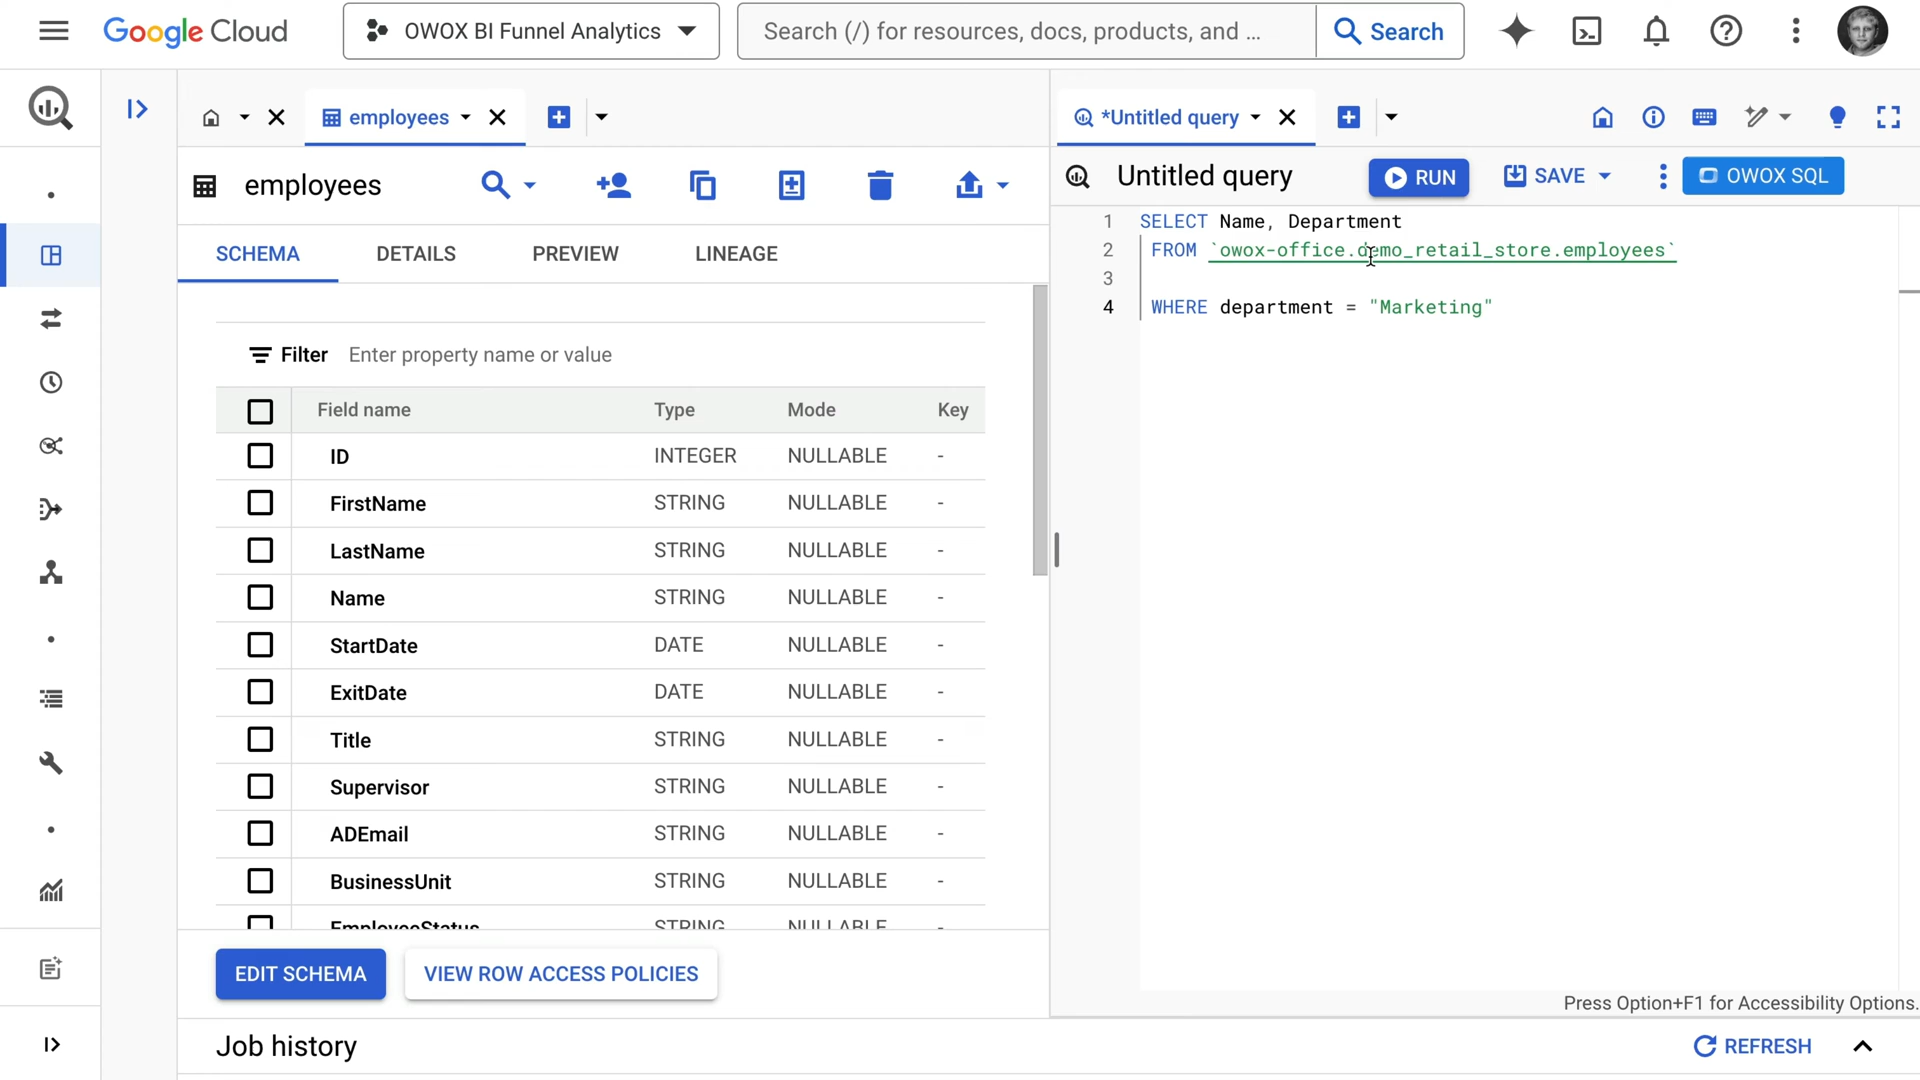 Google Cloud
OWOX BI Funnel Analytics
Search (/) for resources, docs, products, and ...
Search
employees
*Untitled query
employees
Untitled query
RUN
SAVE
OWOX SQL
SCHEMA
DETAILS
PREVIEW
LINEAGE
1 SELECT Name, Department
2 FROM `owox-office.demo_retail_store.employees`
3
4 WHERE department = "Marketing"
Filter Enter property name or value
Field name Type Mode Key
ID INTEGER NULLABLE -
FirstName STRING NULLABLE -
LastName STRING NULLABLE -
Name STRING NULLABLE -
StartDate DATE NULLABLE -
ExitDate DATE NULLABLE -
Title STRING NULLABLE -
Supervisor STRING NULLABLE -
ADEmail STRING NULLABLE -
BusinessUnit STRING NULLABLE -
EmployeeStatus STRING NULLABLE -
EDIT SCHEMA
VIEW ROW ACCESS POLICIES
Press Option+F1 for Accessibility Options.
Job history
REFRESH